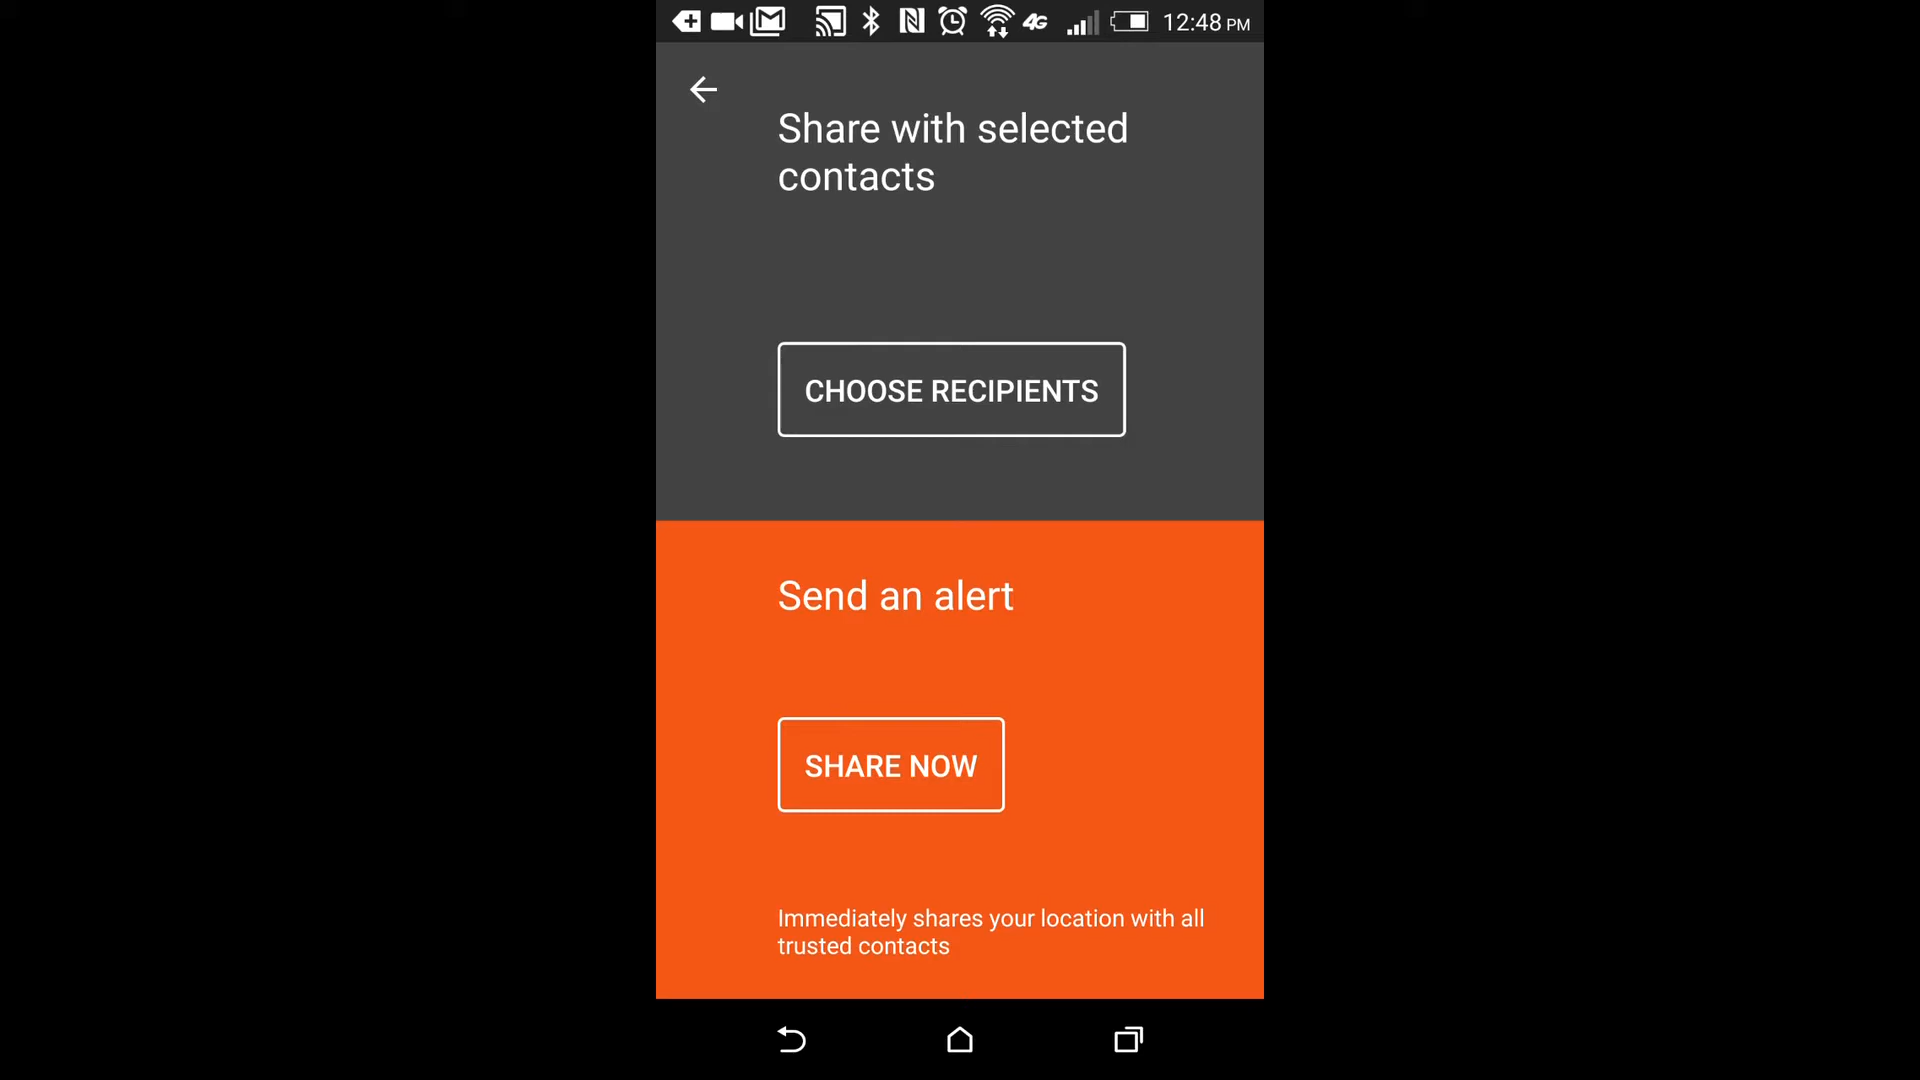 4G 12:48 PM
Share with selected
contacts
CHOOSE RECIPIENTS
Send an alert
SHARE NOW
Immediately shares your location with all
trusted contacts